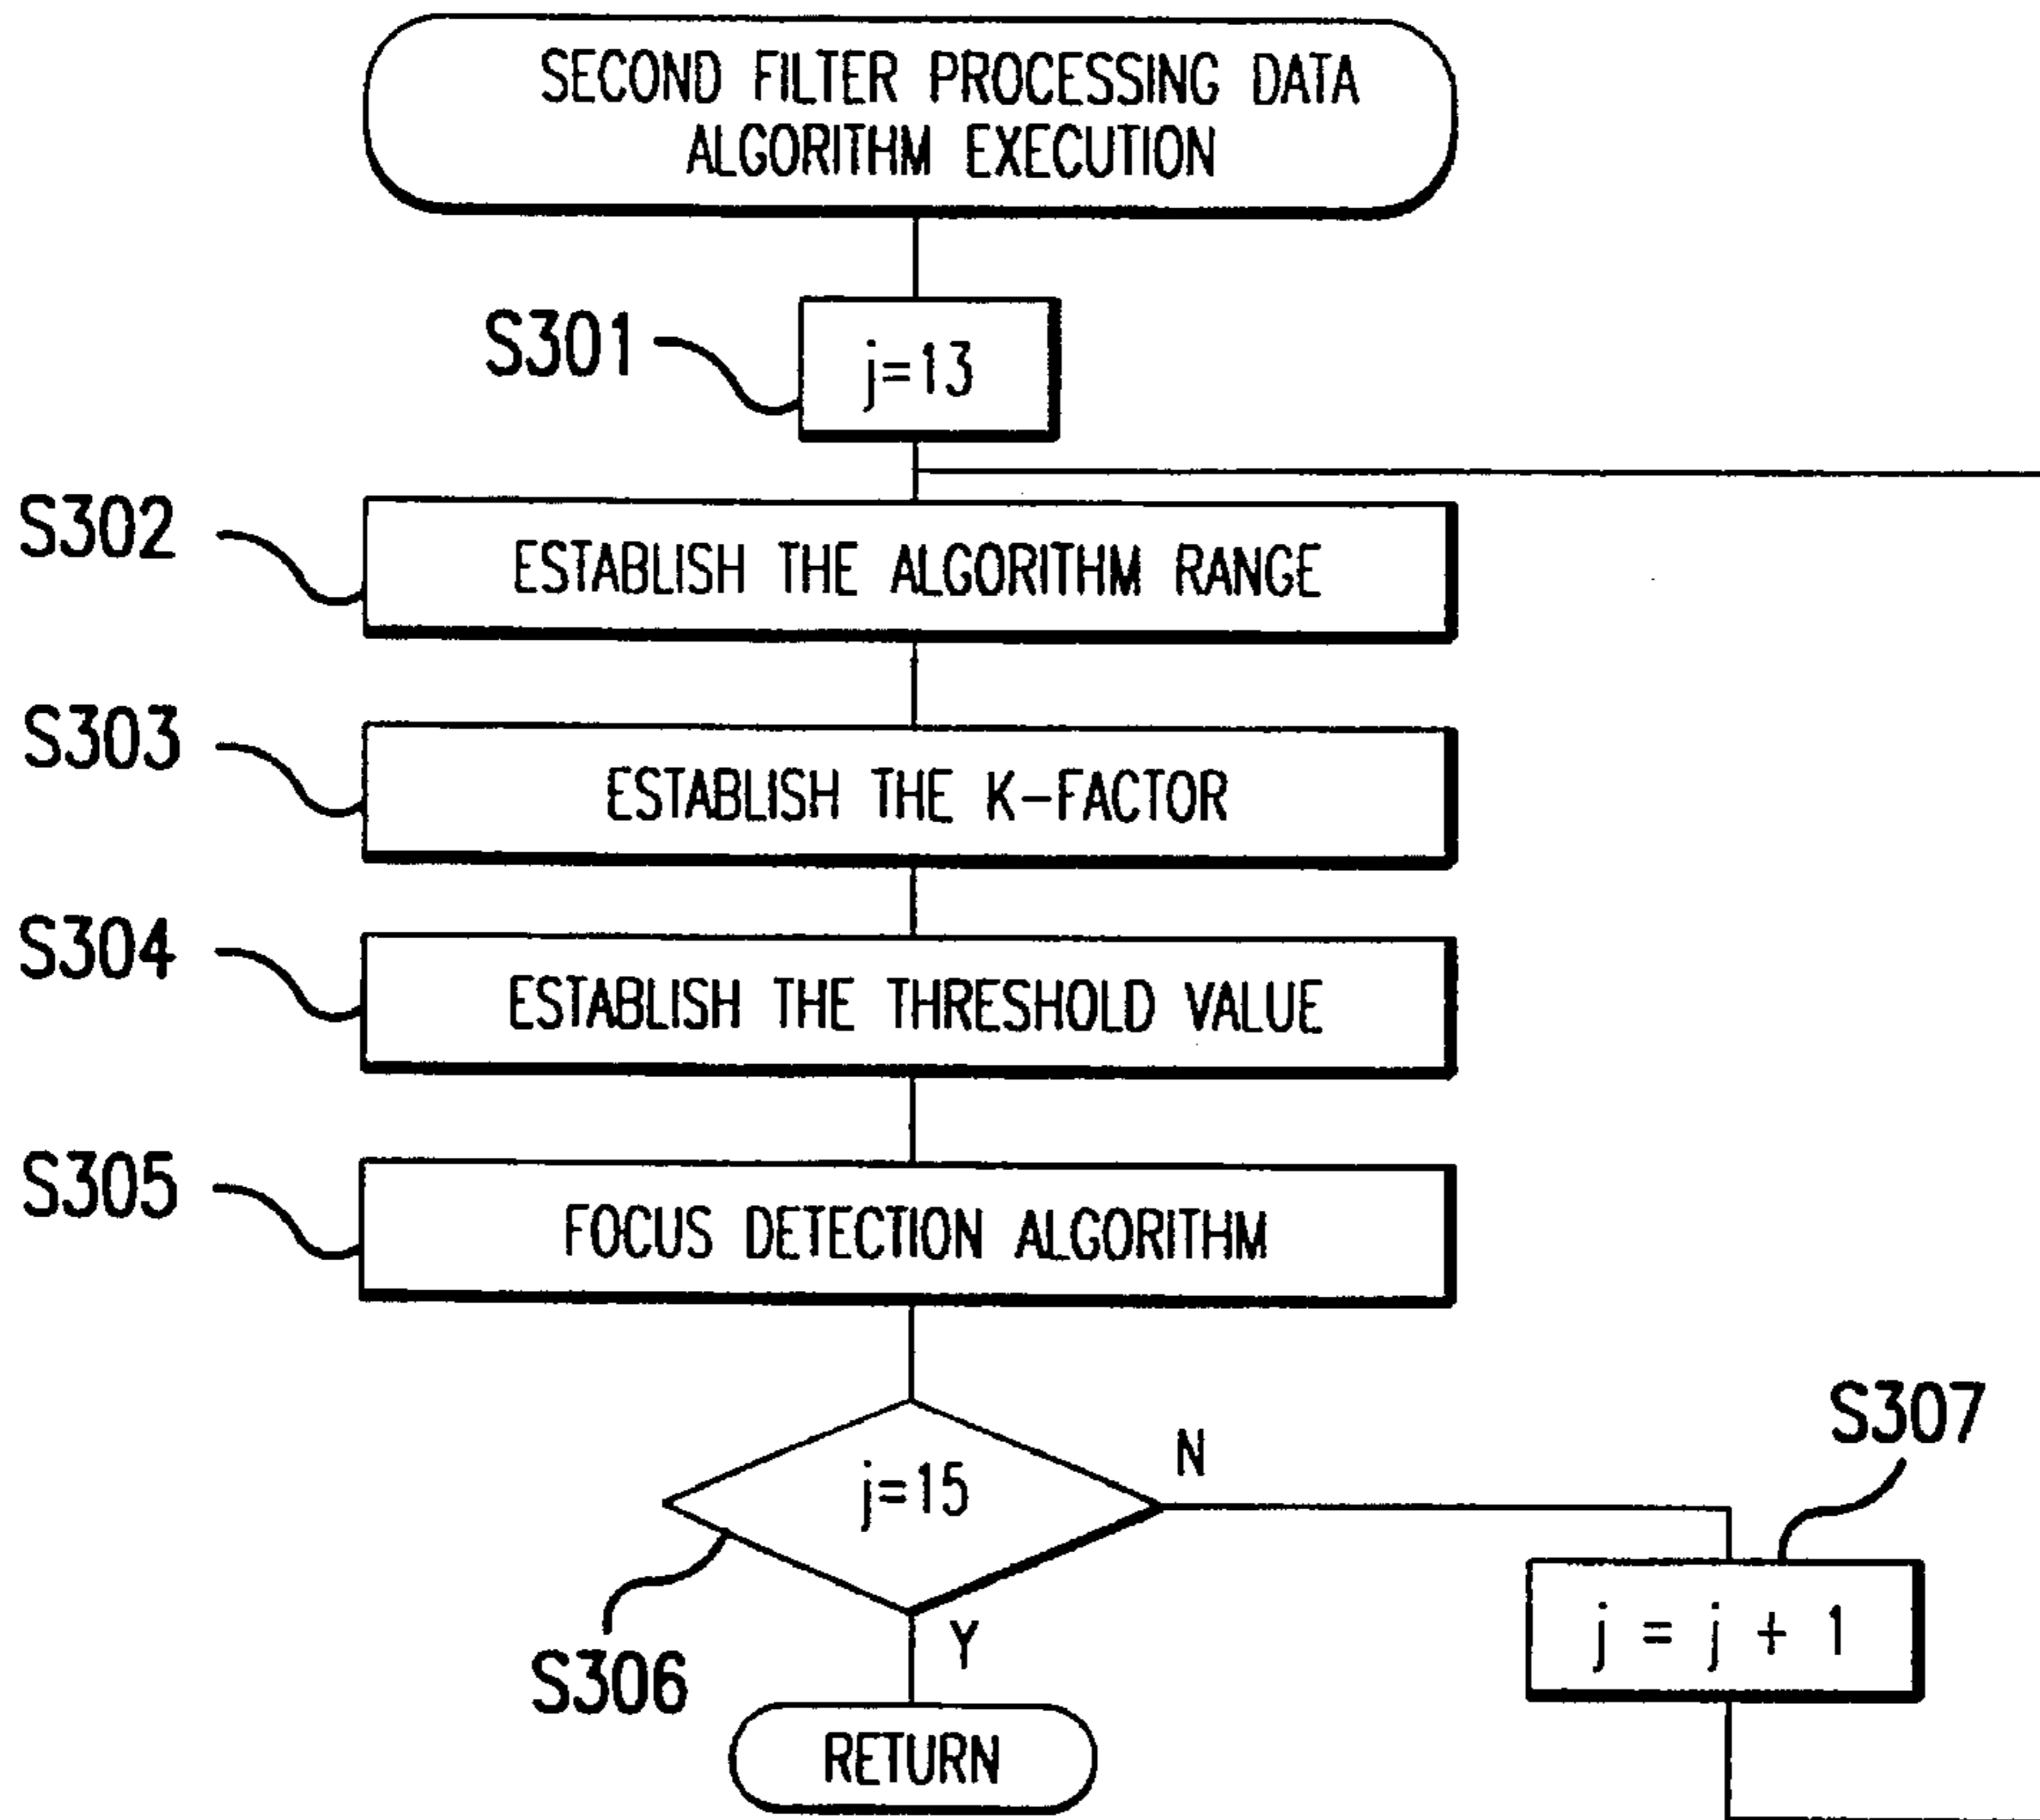 SECOND FILTER PROCESSING DATA
ALGORITHM EXECUTION
S301
j=13
S302
ESTABLISH THE ALGORITHM RANGE
S303
ESTABLISH THE K-FACTOR
S304
ESTABLISH THE THRESHOLD VALUE
S305
FOCUS DETECTION ALGORITHM
S306
j=15
N
Y
S307
j = j + 1
RETURN